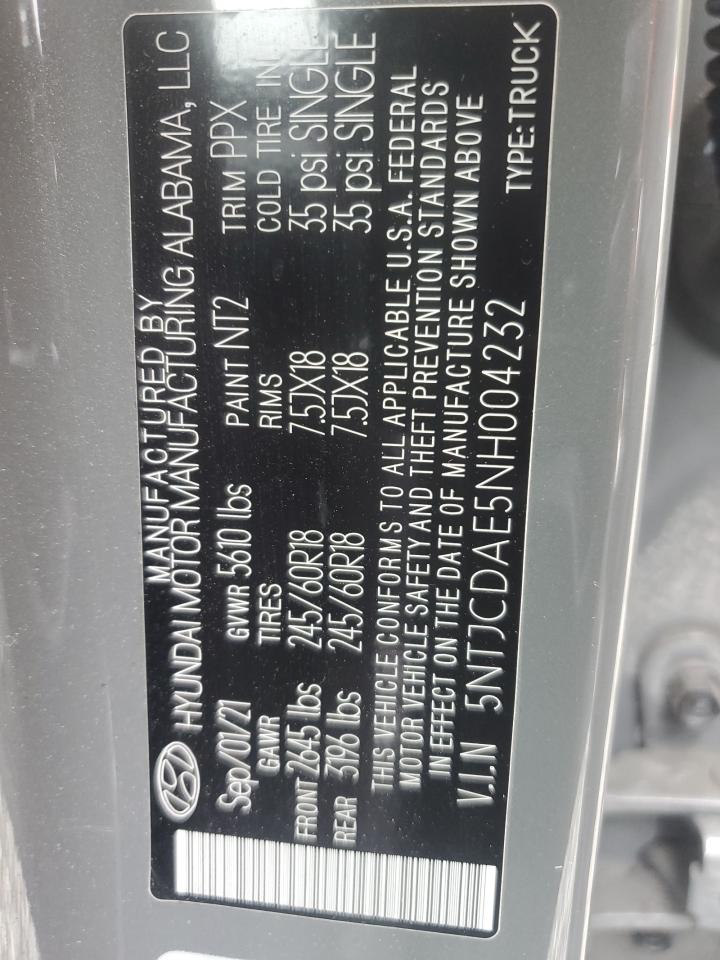 MANUFACTURED BY
HYUNDAI MOTOR MANUFACTURING ALABAMA, LLC
Sep/01/21 GVWR 5610 lbs PAINT NT2 TRIM PPX
GAWR TIRES RIMS COLD TIRE
FRONT 2645 lbs 245/60R18 7.5JX18 35 psi SINGLE
REAR 3196 lbs 245/60R18 7.5JX18 35 psi SINGLE
THIS VEHICLE CONFORMS TO ALL APPLICABLE U.S.A. FEDERAL
MOTOR VEHICLE SAFETY AND THEFT PREVENTION STANDARDS
IN EFFECT ON THE DATE OF MANUFACTURE SHOWN ABOVE
V.I.N 5NTJCDAE5NH004232 TYPE:TRUCK